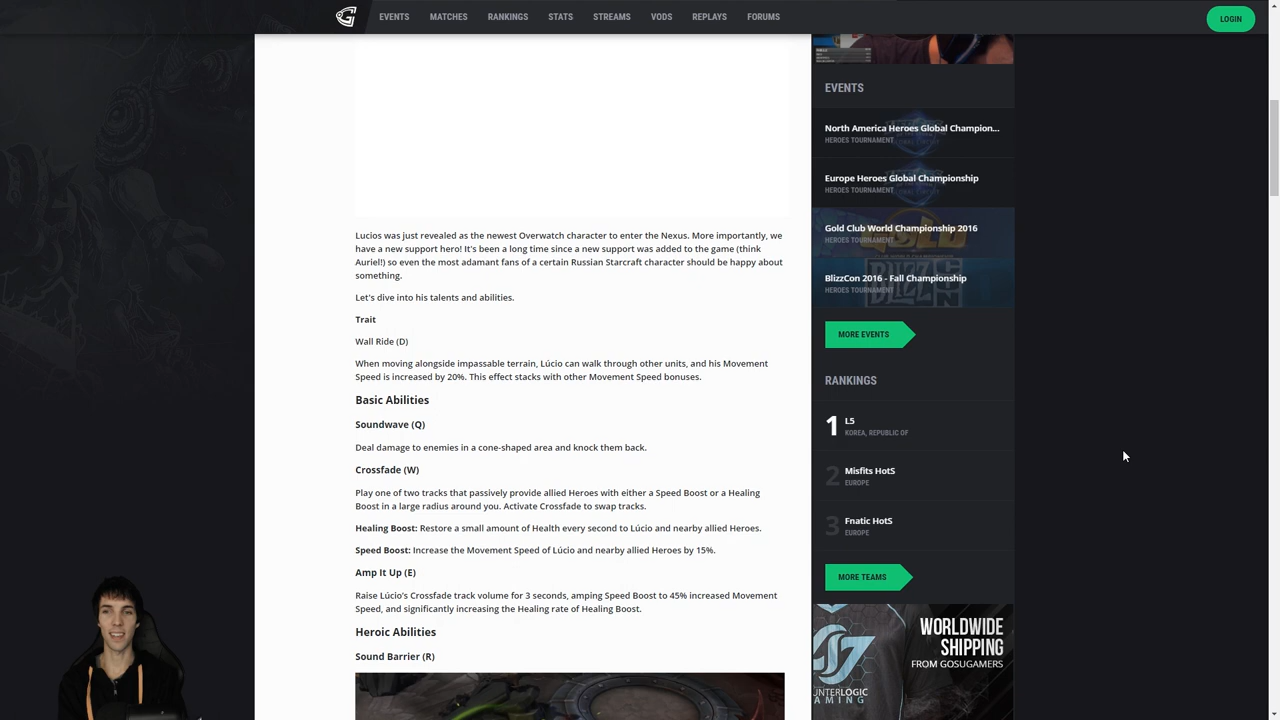 EVENTS MATCHES RANKINGS STATS STREAMS VODS REPLAYS FORUMS
LOGIN
Lucios was just revealed as the newest Overwatch character to enter the Nexus. More importantly, we
have a new support hero! It's been a long time since a new support was added to the game (think
Auriel!) so even the most adamant fans of a certain Russian Starcraft character should be happy about
something.
Let's dive into his talents and abilities.
Trait
Wall Ride (D)
When moving alongside impassable terrain, Lúcio can walk through other units, and his Movement
Speed is increased by 20%. This effect stacks with other Movement Speed bonuses.
Basic Abilities
Soundwave (Q)
Deal damage to enemies in a cone-shaped area and knock them back.
Crossfade (W)
Play one of two tracks that passively provide allied Heroes with either a Speed Boost or a Healing
Boost in a large radius around you. Activate Crossfade to swap tracks.
Healing Boost: Restore a small amount of Health every second to Lúcio and nearby allied Heroes.
Speed Boost: Increase the Movement Speed of Lúcio and nearby allied Heroes by 15%.
Amp It Up (E)
Raise Lúcio's Crossfade track volume for 3 seconds, amping Speed Boost to 45% increased Movement
Speed, and significantly increasing the Healing rate of Healing Boost.
Heroic Abilities
Sound Barrier (R)
EVENTS
North America Heroes Global Champion...
HEROES TOURNAMENT
Europe Heroes Global Championship
HEROES TOURNAMENT
Gold Club World Championship 2016
HEROES TOURNAMENT
BlizzCon 2016 - Fall Championship
HEROES TOURNAMENT
MORE EVENTS
RANKINGS
1 L5
KOREA, REPUBLIC OF
2 Misfits HotS
EUROPE
3 Fnatic HotS
EUROPE
MORE TEAMS
WORLDWIDE
SHIPPING
FROM GOSUGAMERS
UNTERLOGIC
AMING